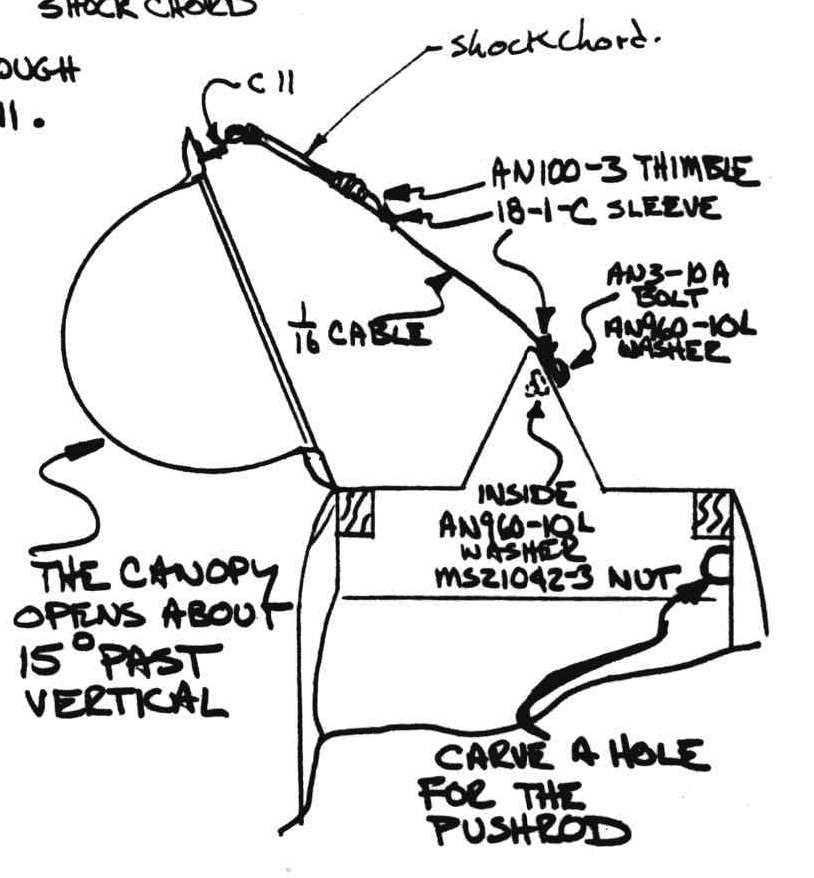 SHOCK CHORD
OUGH
11.
shockchord.
C11
AN100-3 THIMBLE
18-1-C SLEEVE
AN3-10A
BOLT
AN960-10L
WASHER
1/16 CABLE
INSIDE
AN960-10L
WASHER
MS21042-3 NUT
THE CANOPY
OPENS ABOUT
15° PAST
VERTICAL
CARVE A HOLE
FOR THE
PUSHROD